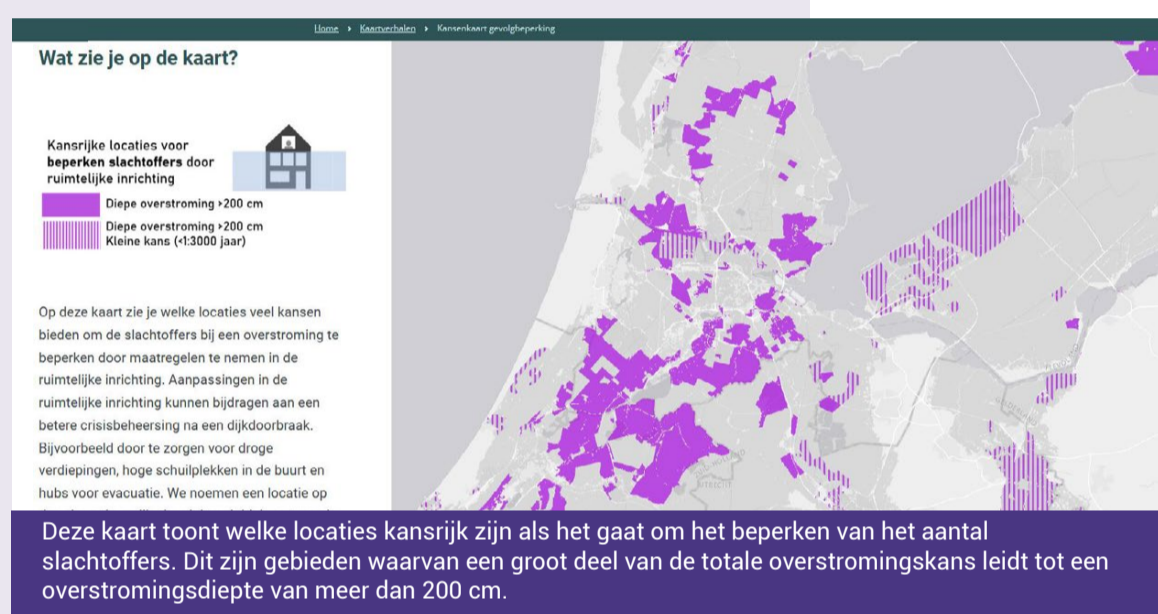 Home › Kaartverhalen › Kansenkaart gevolgbeperking
Wat zie je op de kaart?
Kansrijke locaties voor
beperken slachtoffers door
ruimtelijke inrichting
Diepe overstroming >200 cm
Diepe overstroming >200 cm
Kleine kans (<1:3000 jaar)
Op deze kaart zie je welke locaties veel kansen
bieden om de slachtoffers bij een overstroming te
beperken door maatregelen te nemen in de
ruimtelijke inrichting. Aanpassingen in de
ruimtelijke inrichting kunnen bijdragen aan een
betere crisisbeheersing na een dijkdoorbraak.
Bijvoorbeeld door te zorgen voor droge
verdiepingen, hoge schuilplekken in de buurt en
hubs voor evacuatie. We noemen een locatie op
Deze kaart toont welke locaties kansrijk zijn als het gaat om het beperken van het aantal
slachtoffers. Dit zijn gebieden waarvan een groot deel van de totale overstromingskans leidt tot een
overstromingsdiepte van meer dan 200 cm.